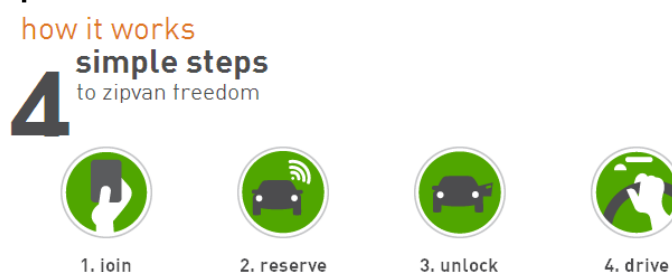 how it works
4 simple steps
to zipvan freedom
1. join
2. reserve
3. unlock
4. drive